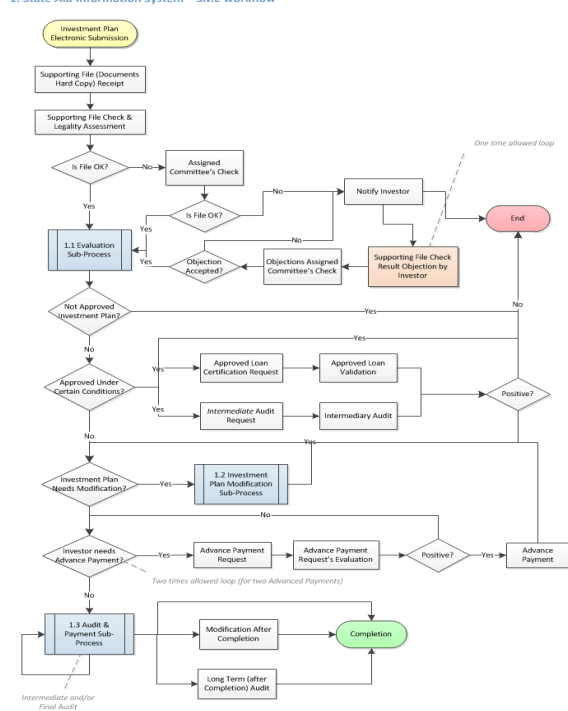 1. State Aid Information System – SME Workflow
Investment Plan
Electronic Submission
Supporting File (Documents
Hard Copy) Receipt
Supporting File Check &
Legality Assessment
One time allowed loop
Is File OK?
No
Assigned
Committee's Check
Yes
Is File OK?
No
Notify Investor
End
Yes
No
1.1 Evaluation
Sub-Process
Yes
Objection
Accepted?
Objections Assigned
Committee's Check
Supporting File Check
Result Objection by
Investor
Not Approved
Investment Plan?
Yes
No
No
Approved Under
Certain Conditions?
Yes
Approved Loan
Certification Request
Approved Loan
Validation
Positive?
Yes
Intermediate Audit
Request
Intermediary Audit
No
Yes
Investment Plan
Needs Modification?
Yes
1.2 Investment
Plan Modification
Sub-Process
No
Investor needs
Advance Payment?
Yes
Advance Payment
Request
Advance Payment
Request's Evaluation
Positive?
Yes
Advance
Payment
Two times allowed loop (for two Advanced Payments)
No
1.3 Audit &
Payment Sub-
Process
Modification After
Completion
Completion
Long Term (after
Completion) Audit
Intermediate and/or
Final Audit